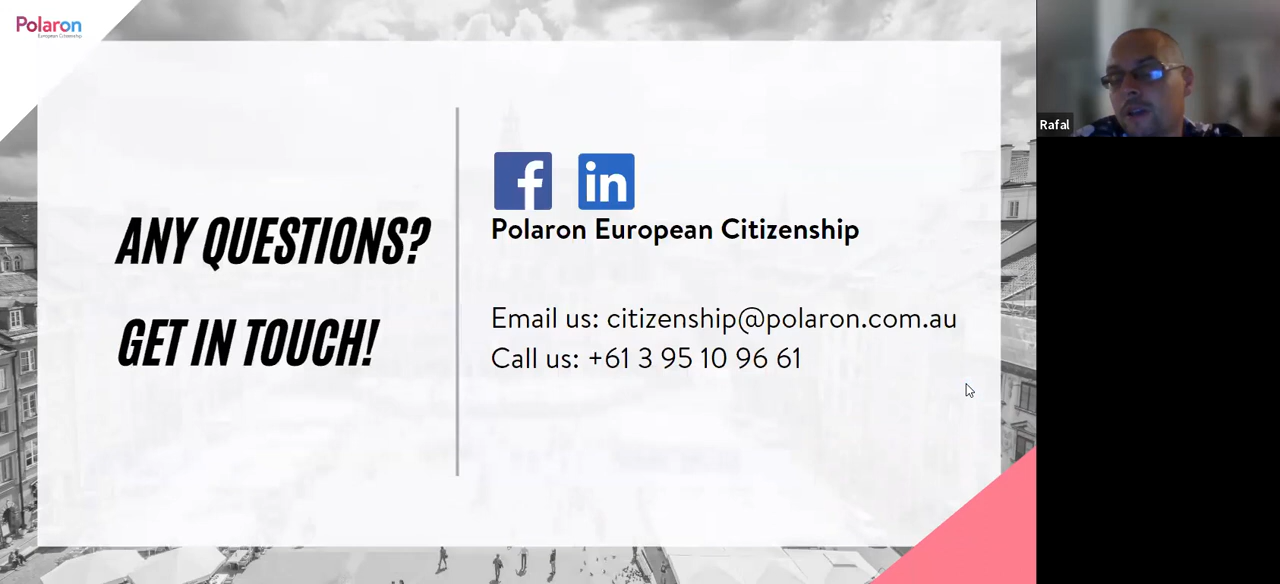 Polaron
European Citizenship
Rafal
ANY QUESTIONS?
GET IN TOUCH!
f in
Polaron European Citizenship
Email us: citizenship@polaron.com.au
Call us: +61 3 95 10 96 61